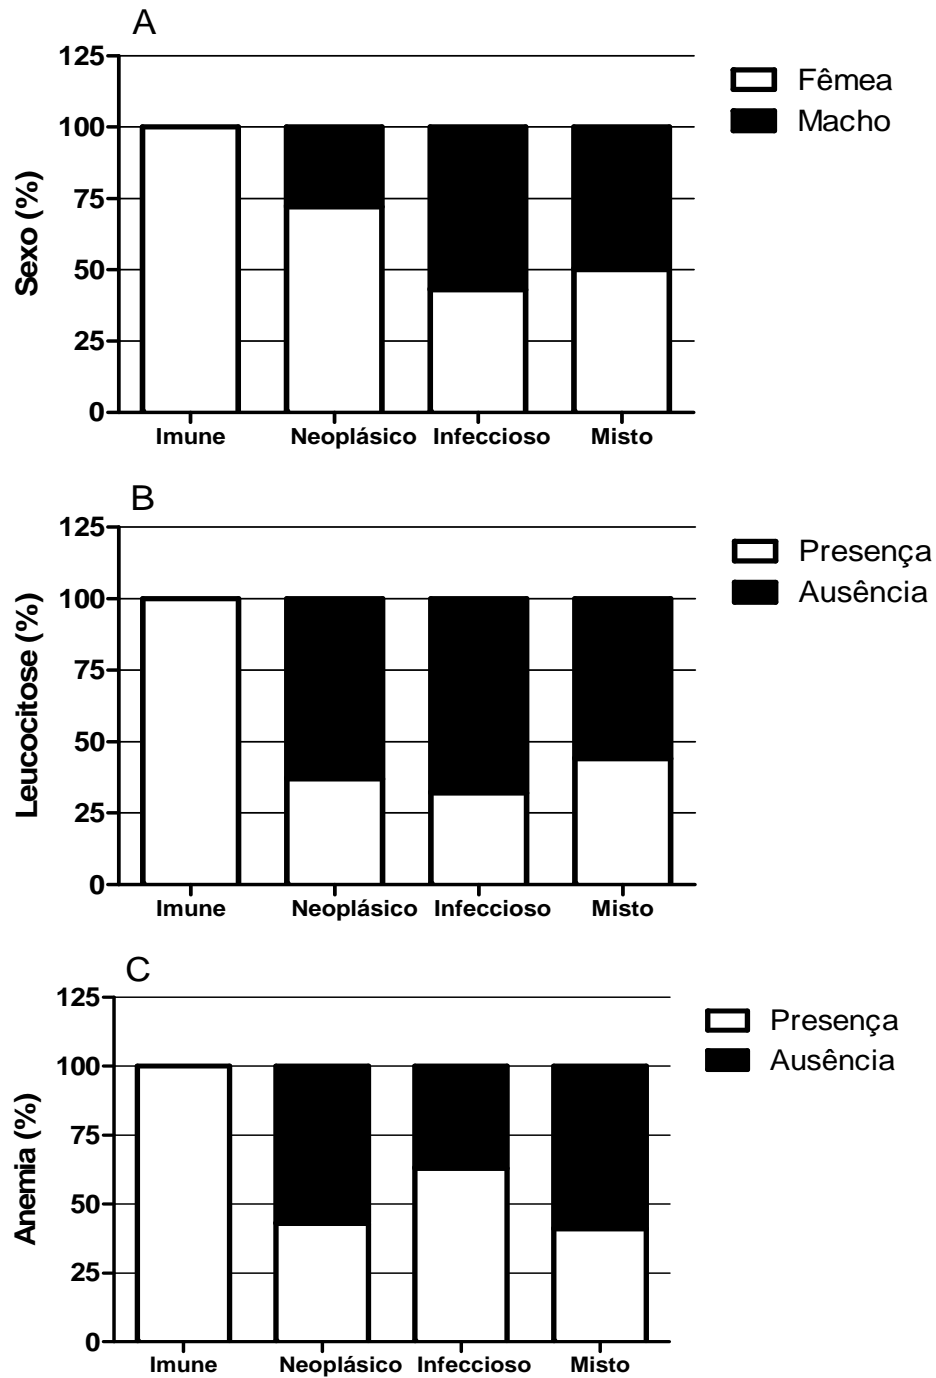 A
Sexo (%)
125
100
75
50
25
0
Imune Neoplásico Infeccioso Misto
Fêmea
Macho
B
Leucocitose (%)
125
100
75
50
25
0
Imune Neoplásico Infeccioso Misto
Presença
Ausência
C
Anemia (%)
125
100
75
50
25
0
Imune Neoplásico Infeccioso Misto
Presença
Ausência